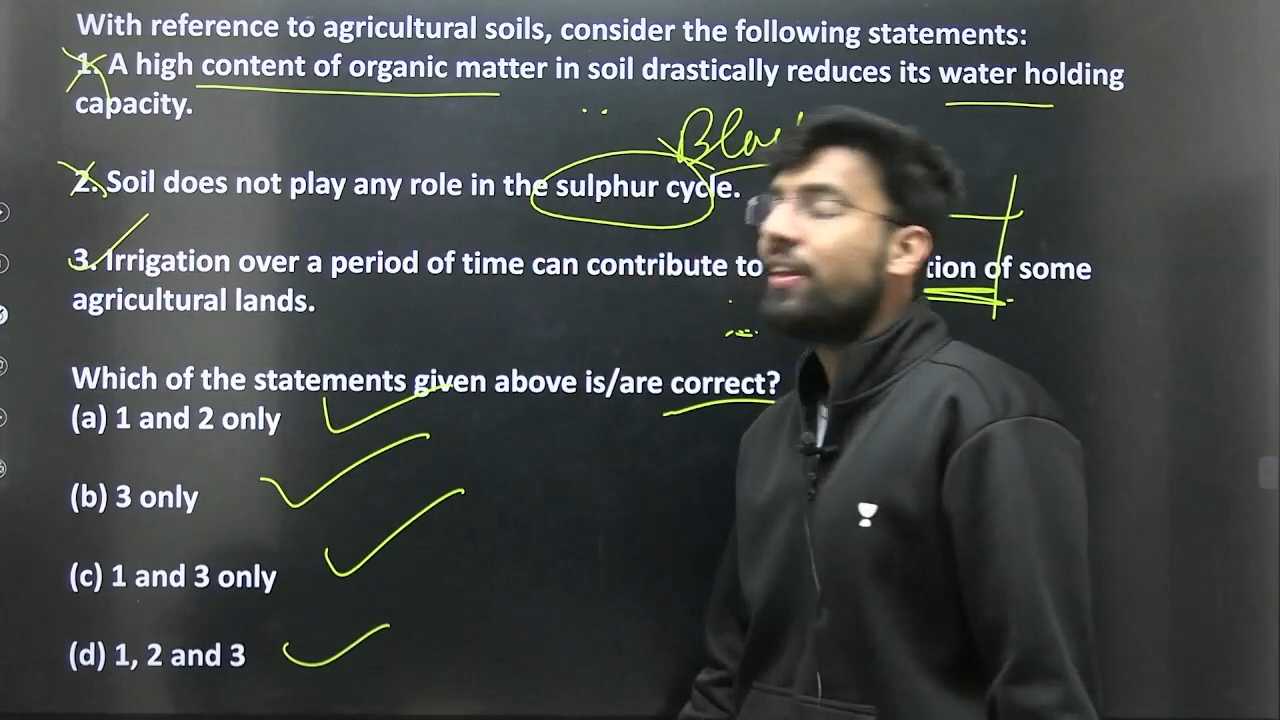 With reference to agricultural soils, consider the following statements:
1. A high content of organic matter in soil drastically reduces its water holding
capacity.
2. Soil does not play any role in the sulphur cycle.
3. Irrigation over a period of time can contribute to tion of some
agricultural lands.
Which of the statements given above is/are correct?
(a) 1 and 2 only
(b) 3 only
(c) 1 and 3 only
(d) 1, 2 and 3